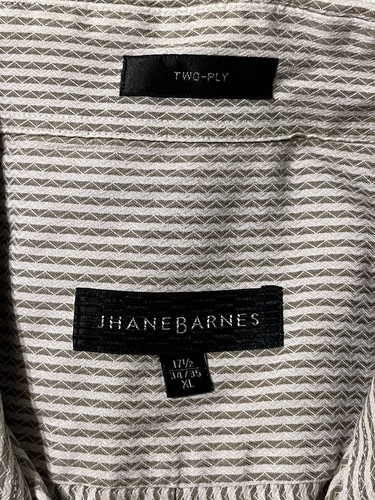 TWO-PLY
JHANEBARNES
17½
34/35
XL